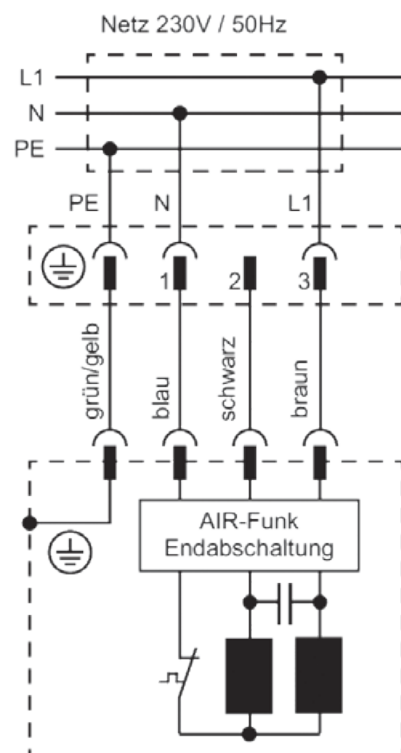 Netz 230V / 50Hz
L1
N
PE
PE N L1
1 2 3
grün/gelb
blau
schwarz
braun
AIR-Funk
Endabschaltung